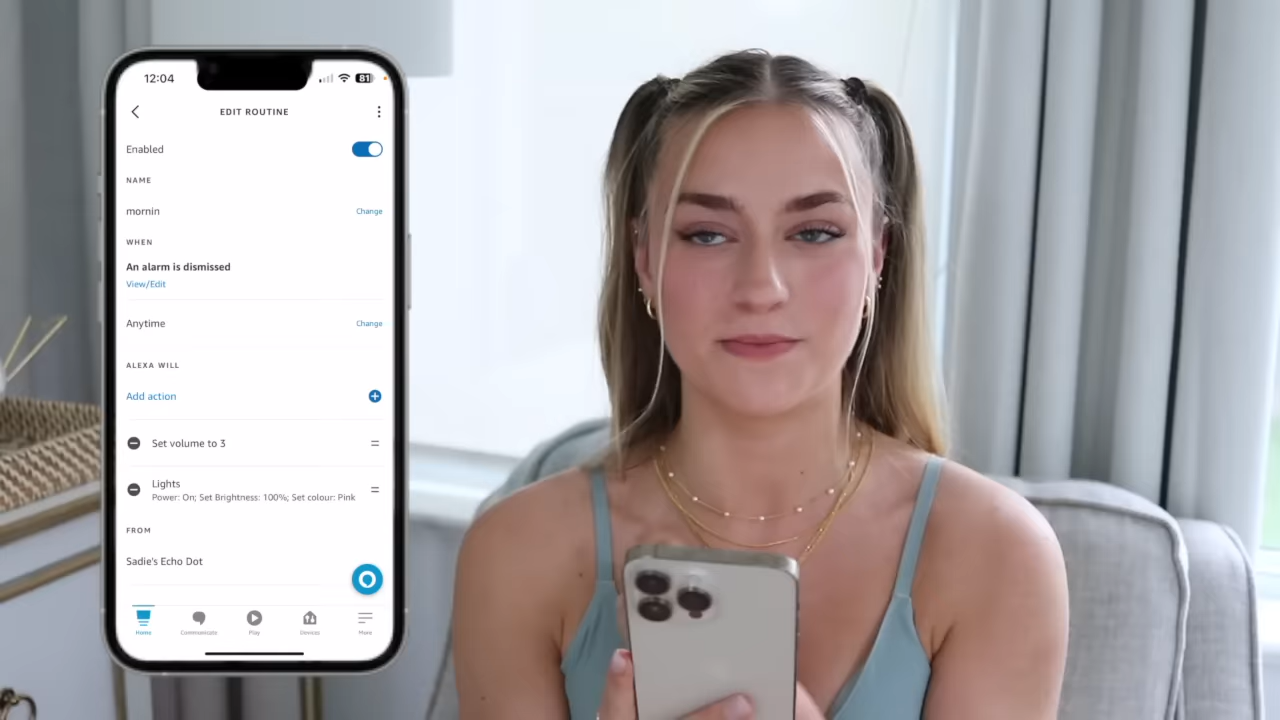 12:04
81
EDIT ROUTINE
Enabled
NAME
mornin
Change
WHEN
An alarm is dismissed
View/Edit
Anytime
Change
ALEXA WILL
Add action
Set volume to 3
Lights
Power: On; Set Brightness: 100%; Set colour: Pink
FROM
Sadie's Echo Dot
Home
Communicate
Play
Devices
More